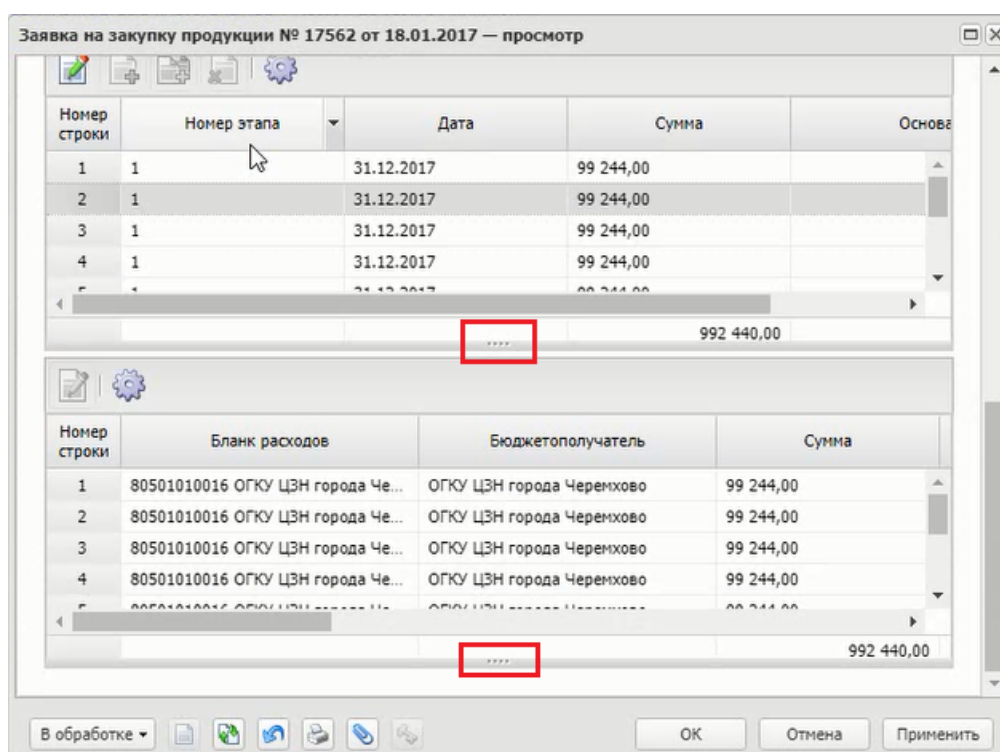 Заявка на закупку продукции № 17562 от 18.01.2017 — просмотр
Номер строки Номер этапа Дата Сумма Основа
1 1 31.12.2017 99 244,00
2 1 31.12.2017 99 244,00
3 1 31.12.2017 99 244,00
4 1 31.12.2017 99 244,00
992 440,00
Номер строки Бланк расходов Бюджетополучатель Сумма
1 80501010016 ОГКУ ЦЗН города Че... ОГКУ ЦЗН города Черемхово 99 244,00
2 80501010016 ОГКУ ЦЗН города Че... ОГКУ ЦЗН города Черемхово 99 244,00
3 80501010016 ОГКУ ЦЗН города Че... ОГКУ ЦЗН города Черемхово 99 244,00
4 80501010016 ОГКУ ЦЗН города Че... ОГКУ ЦЗН города Черемхово 99 244,00
992 440,00
В обработке ОК Отмена Применить